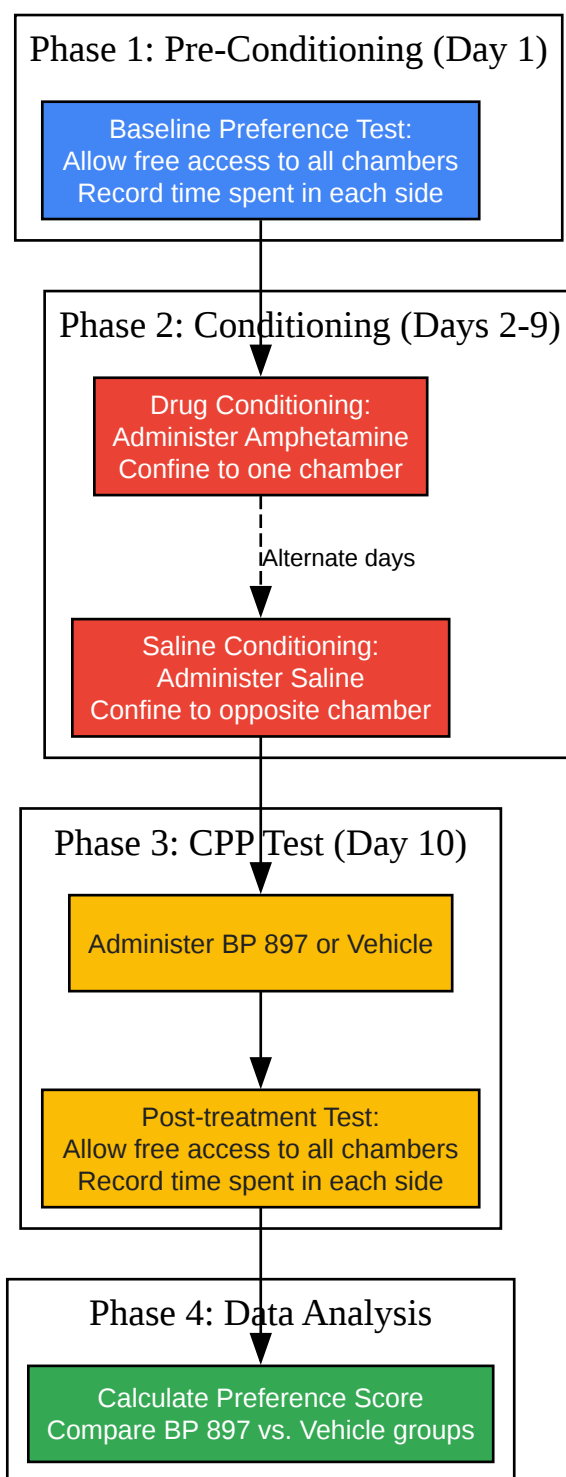 Phase 1: Pre-Conditioning (Day 1)
Baseline Preference Test:
Allow free access to all chambers
Record time spent in each side
Phase 2: Conditioning (Days 2-9)
Drug Conditioning:
Administer Amphetamine
Confine to one chamber
Alternate days
Saline Conditioning:
Administer Saline
Confine to opposite chamber
Phase 3: CPP Test (Day 10)
Administer BP 897 or Vehicle
Post-treatment Test:
Allow free access to all chambers
Record time spent in each side
Phase 4: Data Analysis
Calculate Preference Score
Compare BP 897 vs. Vehicle groups